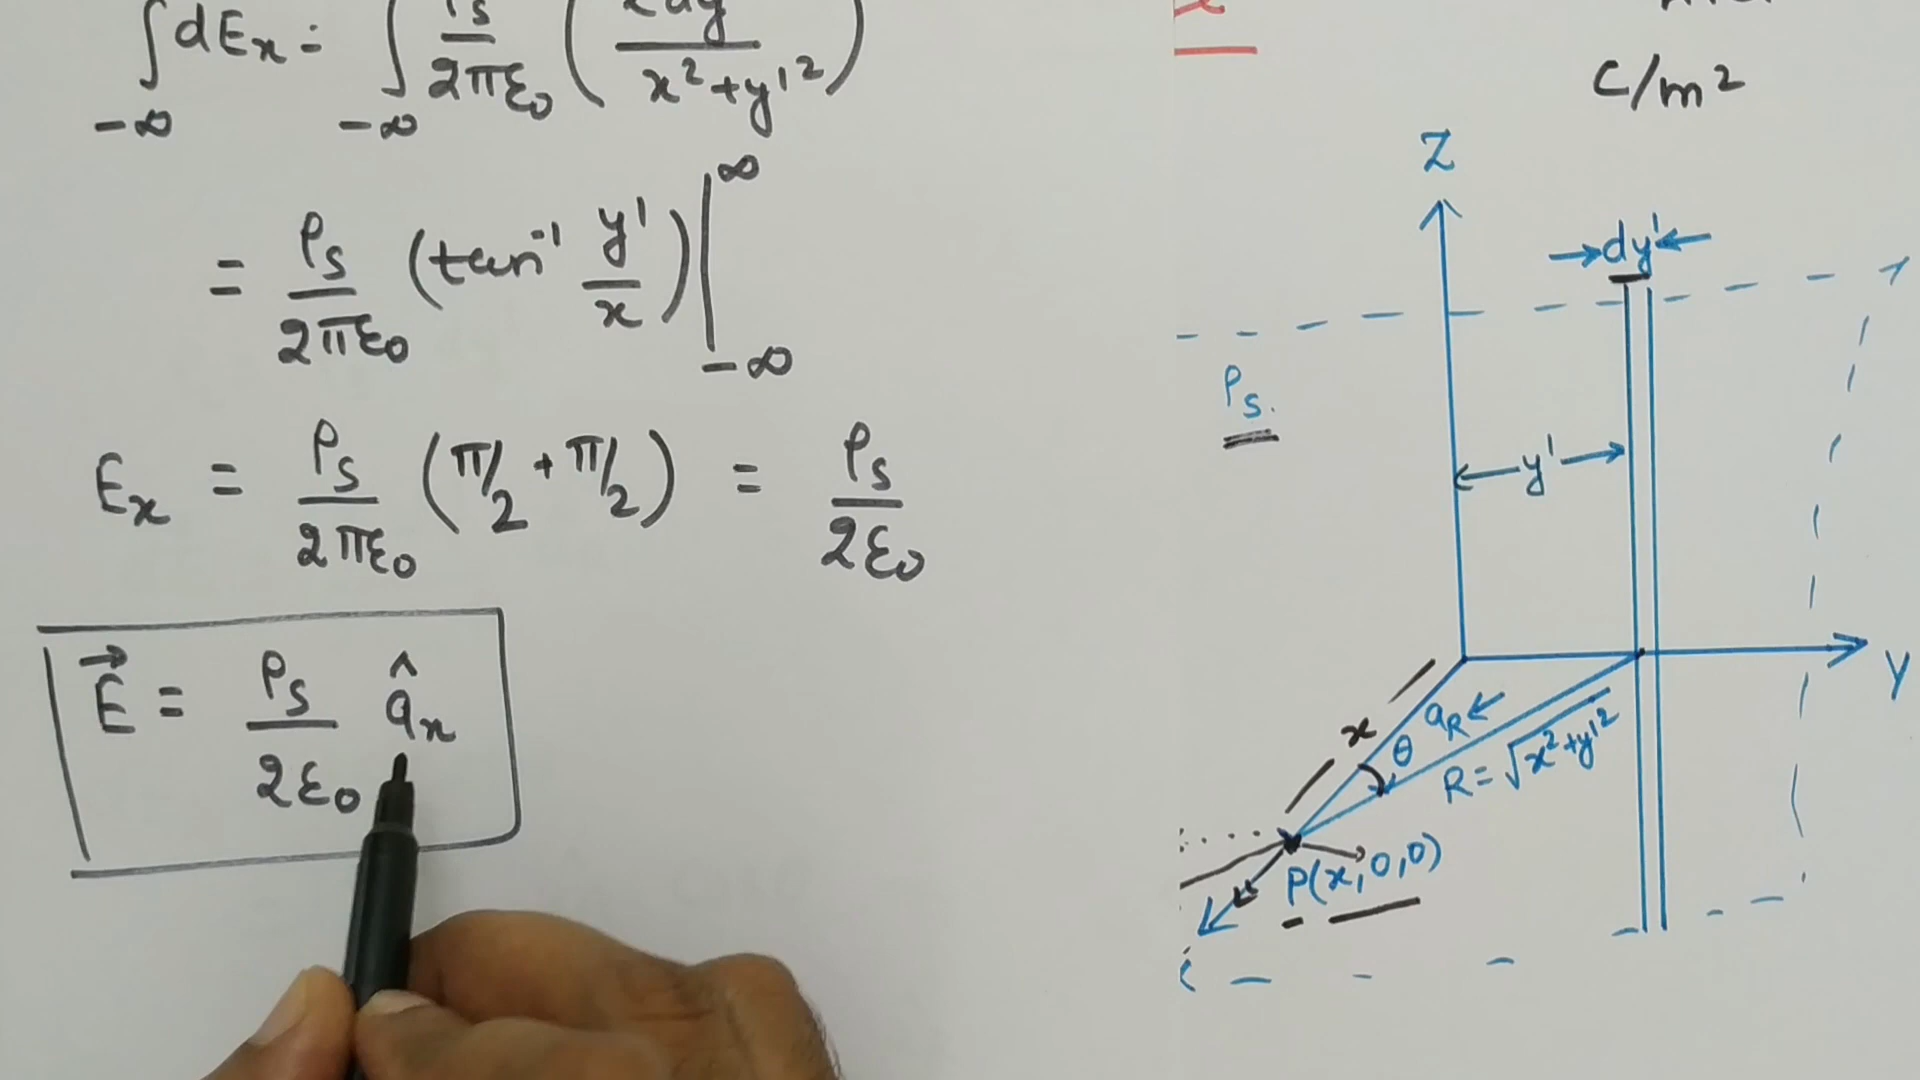 ∫ dEx = ∫ ρs/2πε0 ( x dy'/x²+y'² )
-∞ -∞
= ρs/2πε0 (tan⁻¹ y'/x) |
∞
-∞
Ex = ρs/2πε0 (π/2 + π/2) = ρs/2ε0
E⃗ = ρs/2ε0 âx
C/m²
Z
dy'
ρs.
y'
Y
x
aR
θ
R = √x²+y'²
P(x,0,0)